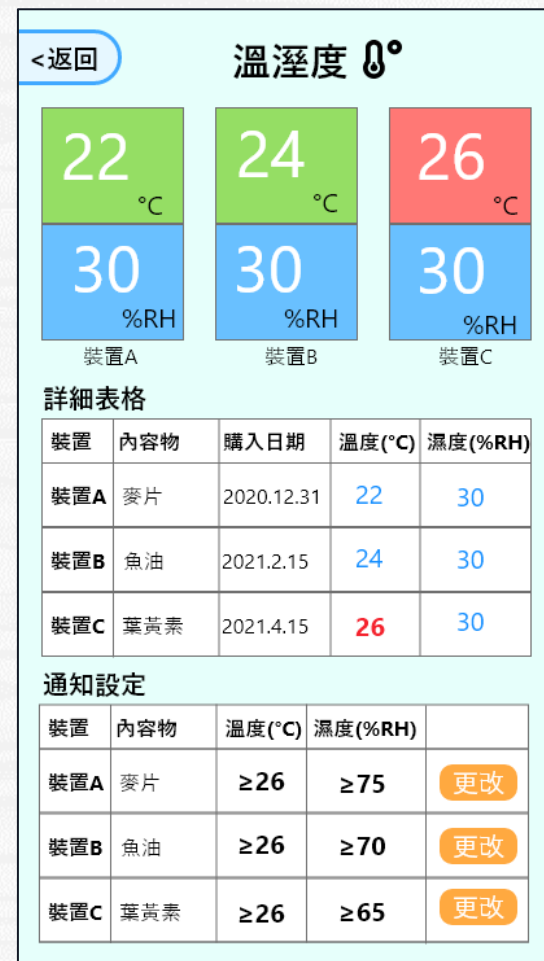 <返回
溫溼度
22 °C 24 °C 26 °C
30 %RH 30 %RH 30 %RH
裝置A 裝置B 裝置C
詳細表格
裝置 內容物 購入日期 溫度(°C) 濕度(%RH)
裝置A 麥片 2020.12.31 22 30
裝置B 魚油 2021.2.15 24 30
裝置C 葉黃素 2021.4.15 26 30
通知設定
裝置 內容物 溫度(°C) 濕度(%RH)
裝置A 麥片 ≥26 ≥75 更改
裝置B 魚油 ≥26 ≥70 更改
裝置C 葉黃素 ≥26 ≥65 更改